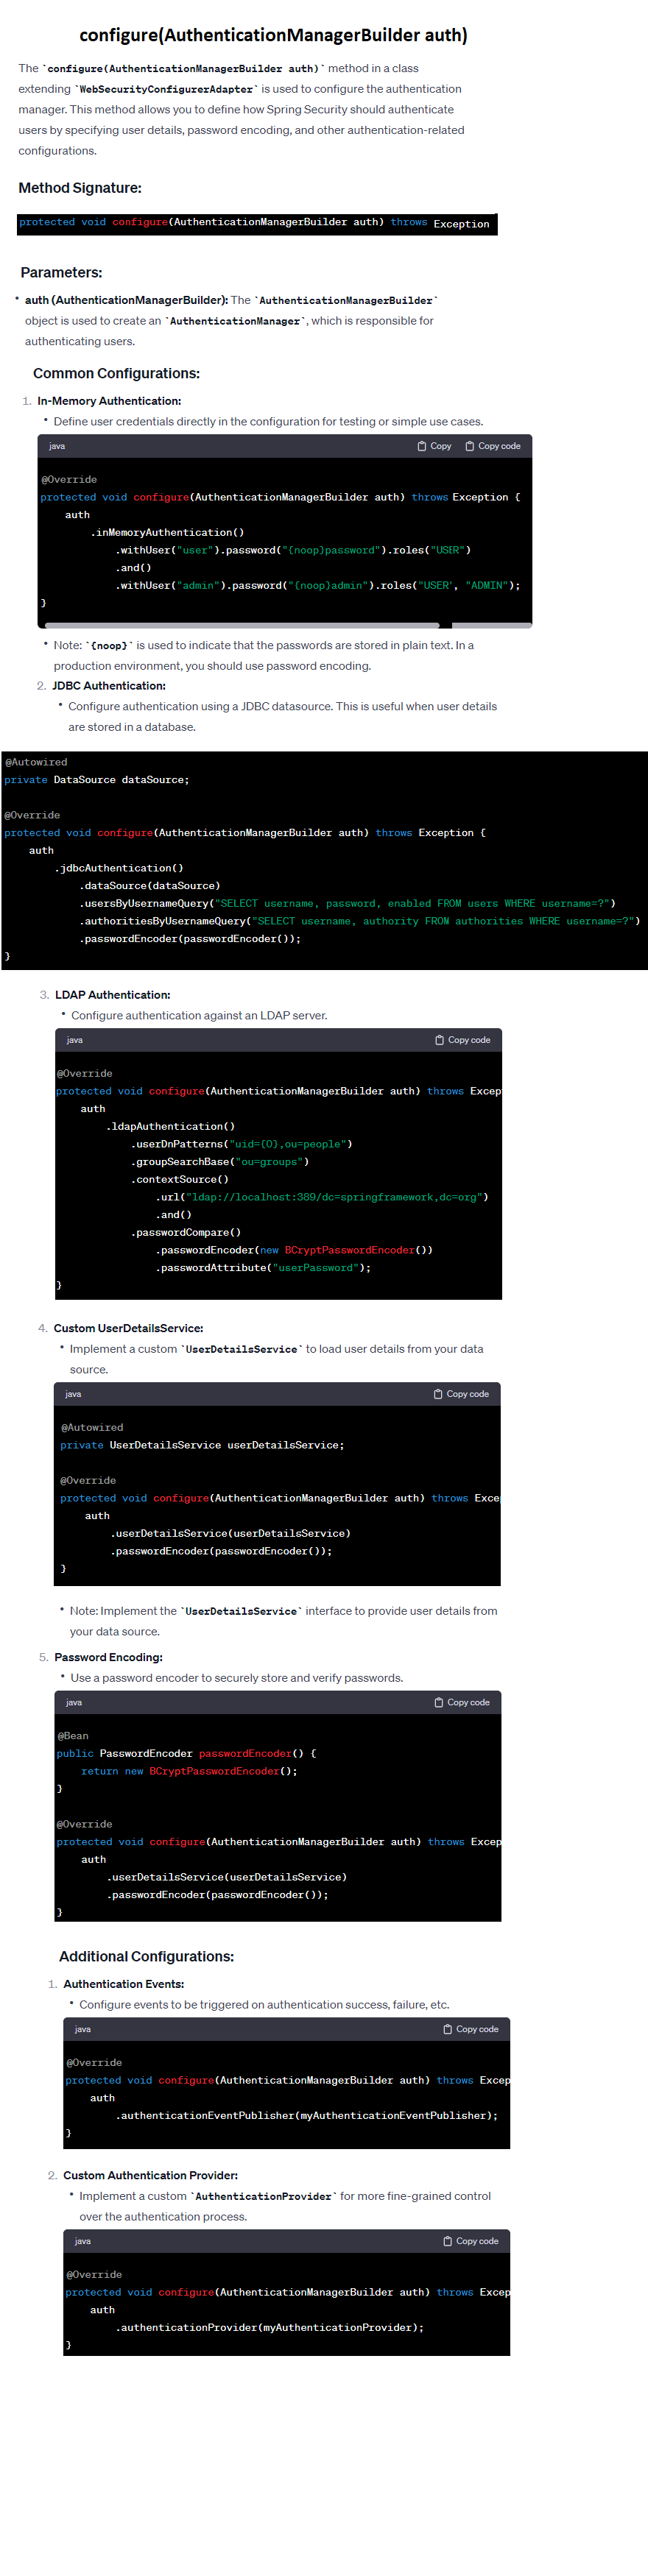 configure(AuthenticationManagerBuilder auth)
The `configure(AuthenticationManagerBuilder auth)` method in a class
extending `WebSecurityConfigurerAdapter` is used to configure the authentication
manager. This method allows you to define how Spring Security should authenticate
users by specifying user details, password encoding, and other authentication-related
configurations.
Method Signature:
protected void configure(AuthenticationManagerBuilder auth) throws Exception
Parameters:
• auth (AuthenticationManagerBuilder): The `AuthenticationManagerBuilder`
object is used to create an `AuthenticationManager`, which is responsible for
authenticating users.
Common Configurations:
1. In-Memory Authentication:
• Define user credentials directly in the configuration for testing or simple use cases.
java Copy Copy code
@Override
protected void configure(AuthenticationManagerBuilder auth) throws Exception {
auth
.inMemoryAuthentication()
.withUser("user").password("{noop}password").roles("USER")
.and()
.withUser("admin").password("{noop}admin").roles("USER', "ADMIN");
}
• Note: `{noop}` is used to indicate that the passwords are stored in plain text. In a
production environment, you should use password encoding.
2. JDBC Authentication:
• Configure authentication using a JDBC datasource. This is useful when user details
are stored in a database.
@Autowired
private DataSource dataSource;
@Override
protected void configure(AuthenticationManagerBuilder auth) throws Exception {
auth
.jdbcAuthentication()
.dataSource(dataSource)
.usersByUsernameQuery("SELECT username, password, enabled FROM users WHERE username=?")
.authoritiesByUsernameQuery("SELECT username, authority FROM authorities WHERE username=?")
.passwordEncoder(passwordEncoder());
}
3. LDAP Authentication:
• Configure authentication against an LDAP server.
java Copy code
@Override
protected void configure(AuthenticationManagerBuilder auth) throws Excep
auth
.ldapAuthentication()
.userDnPatterns("uid={0},ou=people")
.groupSearchBase("ou=groups")
.contextSource()
.url("ldap://localhost:389/dc=springframework,dc=org")
.and()
.passwordCompare()
.passwordEncoder(new BCryptPasswordEncoder())
.passwordAttribute("userPassword");
}
4. Custom UserDetailsService:
• Implement a custom `UserDetailsService` to load user details from your data
source.
java Copy code
@Autowired
private UserDetailsService userDetailsService;
@Override
protected void configure(AuthenticationManagerBuilder auth) throws Exce
auth
.userDetailsService(userDetailsService)
.passwordEncoder(passwordEncoder());
}
• Note: Implement the `UserDetailsService` interface to provide user details from
your data source.
5. Password Encoding:
• Use a password encoder to securely store and verify passwords.
java Copy code
@Bean
public PasswordEncoder passwordEncoder() {
return new BCryptPasswordEncoder();
}
@Override
protected void configure(AuthenticationManagerBuilder auth) throws Excep
auth
.userDetailsService(userDetailsService)
.passwordEncoder(passwordEncoder());
}
Additional Configurations:
1. Authentication Events:
• Configure events to be triggered on authentication success, failure, etc.
java Copy code
@Override
protected void configure(AuthenticationManagerBuilder auth) throws Excep
auth
.authenticationEventPublisher(myAuthenticationEventPublisher);
}
2. Custom Authentication Provider:
• Implement a custom `AuthenticationProvider` for more fine-grained control
over the authentication process.
java Copy code
@Override
protected void configure(AuthenticationManagerBuilder auth) throws Excep
auth
.authenticationProvider(myAuthenticationProvider);
}